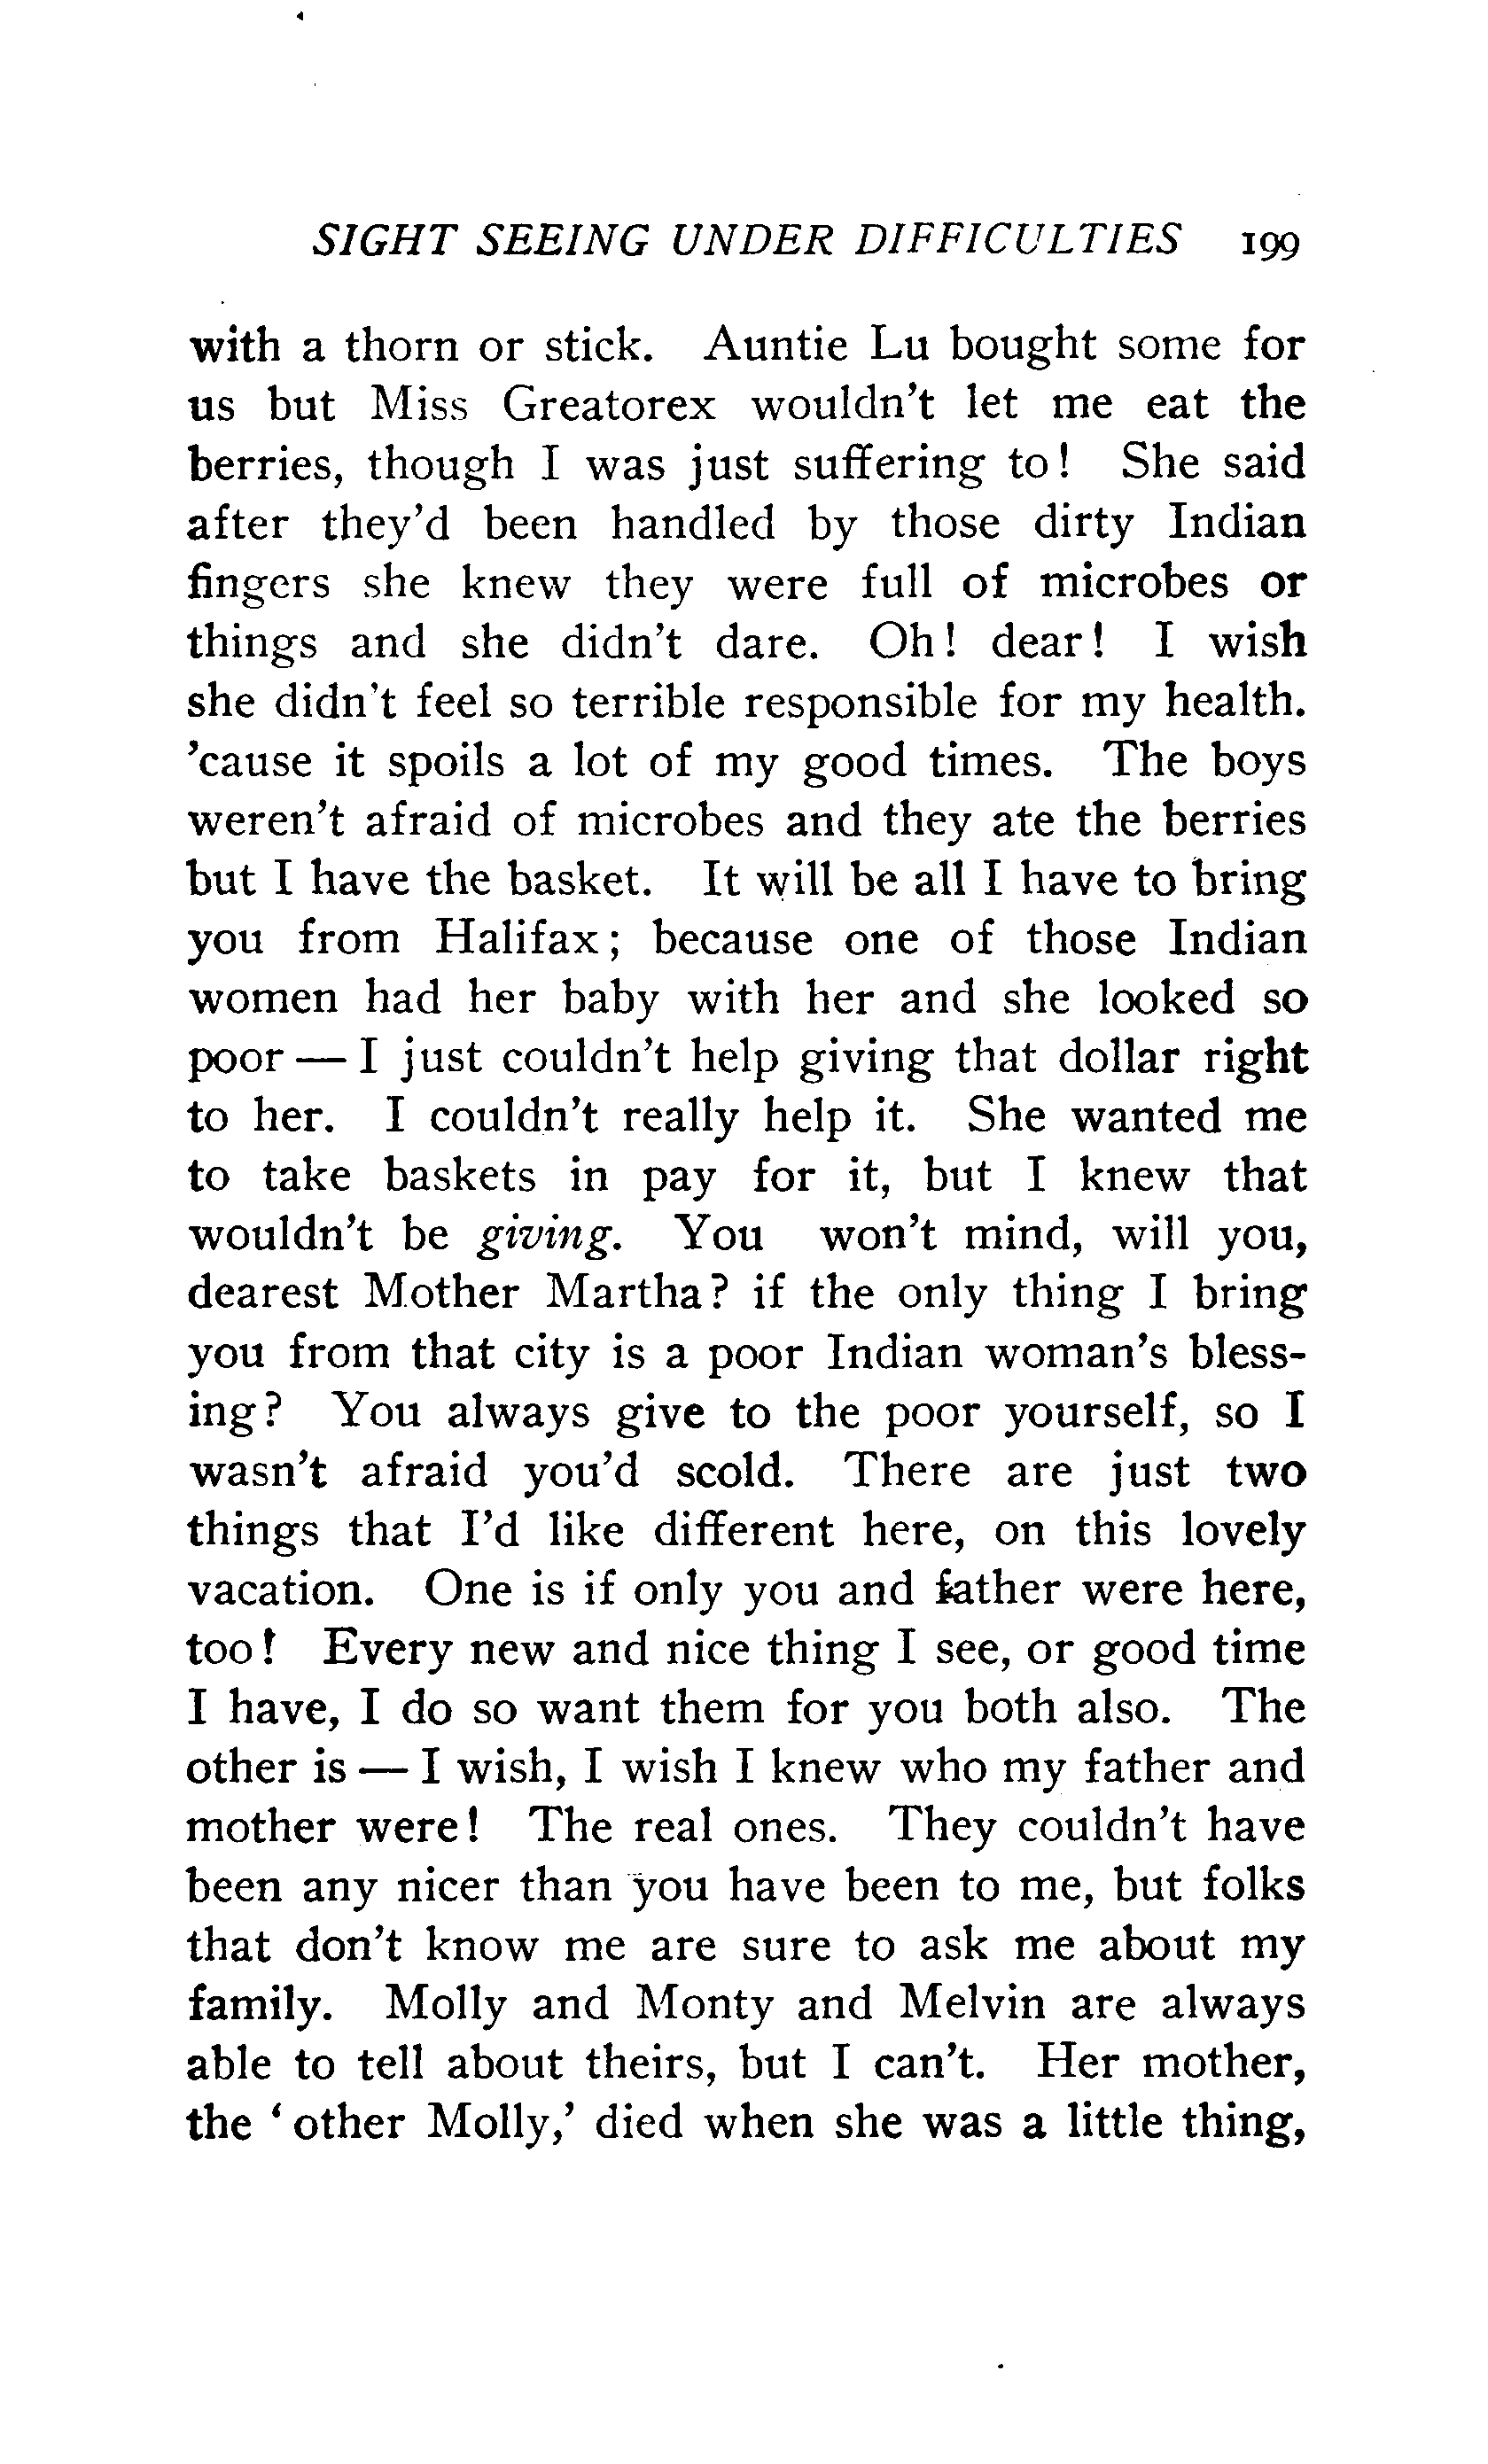 SIGHT SEEING UNDER DIFFICULTIES 199
with a thorn or stick. Auntie Lu bought some for
us but Miss Greatorex wouldn't let me eat the
berries, though I was just suffering to! She said
after they'd been handled by those dirty Indian
fingers she knew they were full of microbes or
things and she didn't dare. Oh! dear! I wish
she didn't feel so terrible responsible for my health.
'cause it spoils a lot of my good times. The boys
weren't afraid of microbes and they ate the berries
but I have the basket. It will be all I have to bring
you from Halifax; because one of those Indian
women had her baby with her and she looked so
poor — I just couldn't help giving that dollar right
to her. I couldn't really help it. She wanted me
to take baskets in pay for it, but I knew that
wouldn't be giving. You won't mind, will you,
dearest Mother Martha? if the only thing I bring
you from that city is a poor Indian woman's bless-
ing? You always give to the poor yourself, so I
wasn't afraid you'd scold. There are just two
things that I'd like different here, on this lovely
vacation. One is if only you and father were here,
too! Every new and nice thing I see, or good time
I have, I do so want them for you both also. The
other is — I wish, I wish I knew who my father and
mother were! The real ones. They couldn't have
been any nicer than you have been to me, but folks
that don't know me are sure to ask me about my
family. Molly and Monty and Melvin are always
able to tell about theirs, but I can't. Her mother,
the 'other Molly,' died when she was a little thing,